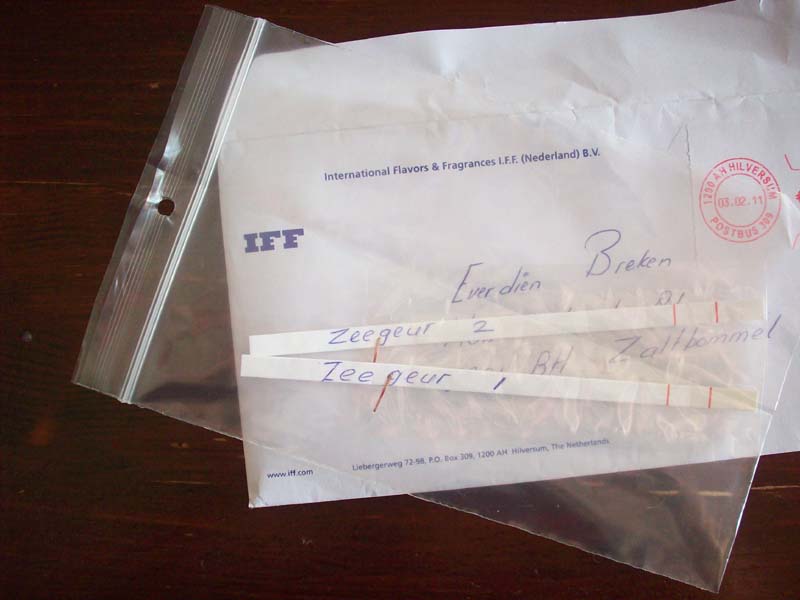 International Flavors & Fragrances I.F.F. (Nederland) B.V.
1200 AH HILVERSUM
03.02.11
POSTBUS 309
IFF
Everdien Breken
Zeegeur 2
BH Zaltbommel
Zeegeur 1
Liebergerweg 72-98, P.O. Box 309, 1200 AH Hilversum, The Netherlands
www.iff.com